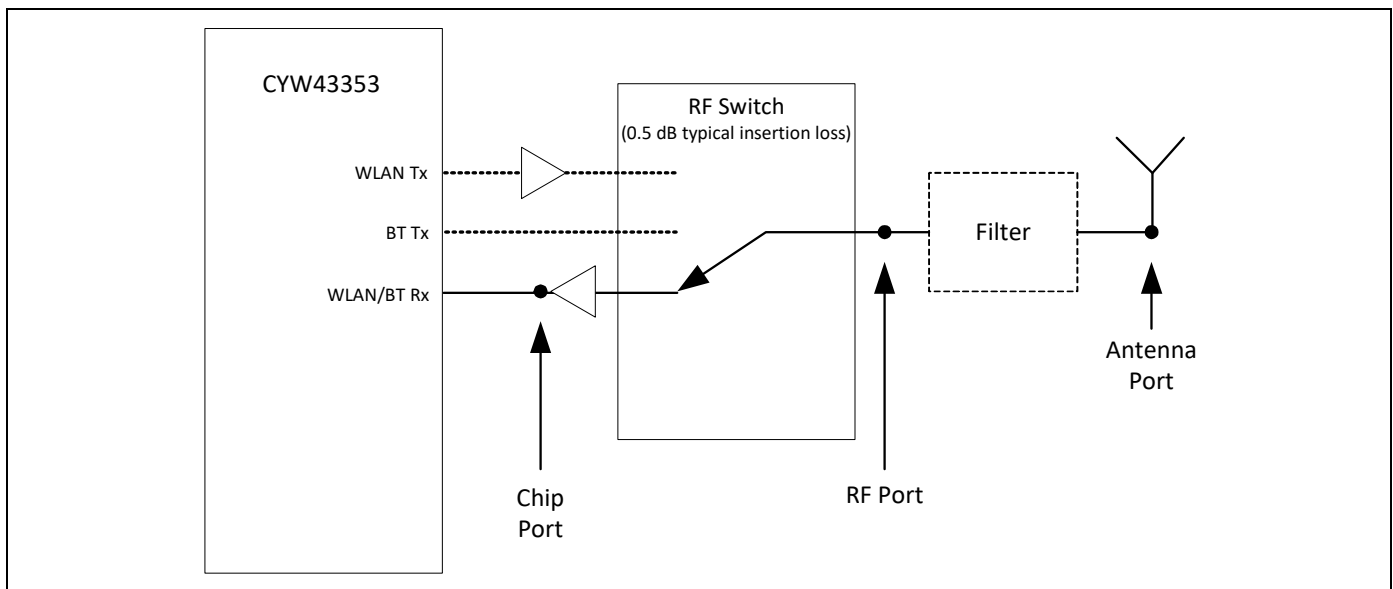 CYW43353
RF Switch
(0.5 dB typical insertion loss)
WLAN Tx
BT Tx
WLAN/BT Rx
Filter
Antenna
Port
Chip
Port
RF Port